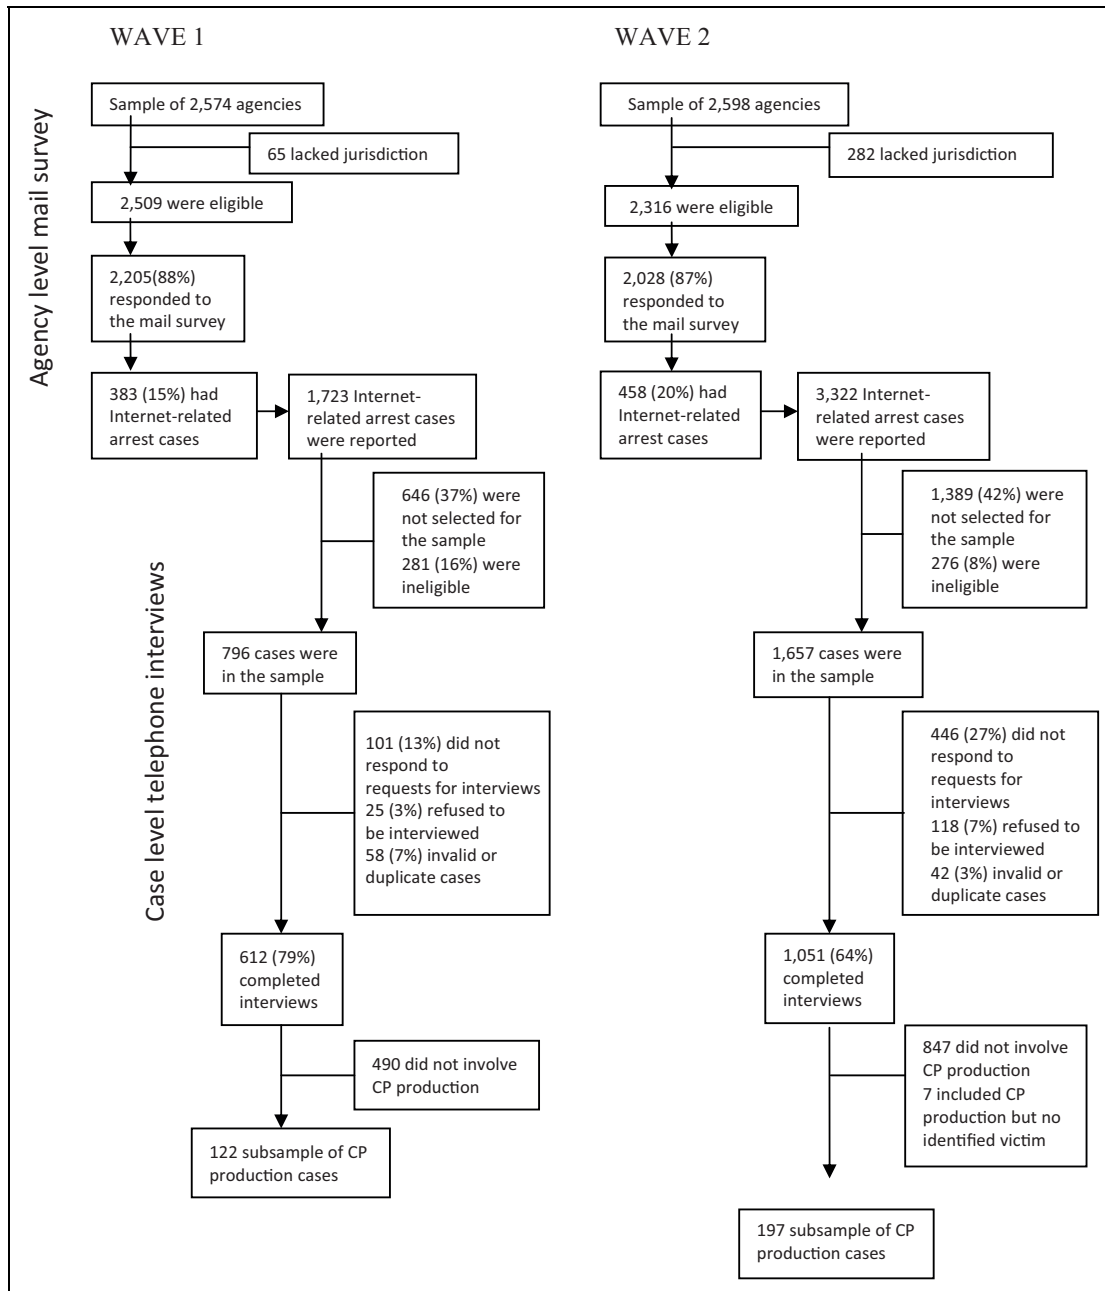 WAVE 1
WAVE 2
Agency level mail survey
Case level telephone interviews
Sample of 2,574 agencies
65 lacked jurisdiction
2,509 were eligible
2,205(88%)
responded to
the mail survey
383 (15%) had
Internet-related
arrest cases
1,723 Internet-
related arrest cases
were reported
646 (37%) were
not selected for
the sample
281 (16%) were
ineligible
796 cases were
in the sample
101 (13%) did not
respond to
requests for interviews
25 (3%) refused to
be interviewed
58 (7%) invalid or
duplicate cases
612 (79%)
completed
interviews
490 did not involve
CP production
122 subsample of CP
production cases
Sample of 2,598 agencies
282 lacked jurisdiction
2,316 were eligible
2,028 (87%)
responded to
the mail survey
458 (20%) had
Internet-related
arrest cases
3,322 Internet-
related arrest cases
were reported
1,389 (42%) were
not selected for
the sample
276 (8%) were
ineligible
1,657 cases were
in the sample
446 (27%) did not
respond to
requests for
interviews
118 (7%) refused to
be interviewed
42 (3%) invalid or
duplicate cases
1,051 (64%)
completed
interviews
847 did not involve
CP production
7 included CP
production but no
identified victim
197 subsample of CP
production cases